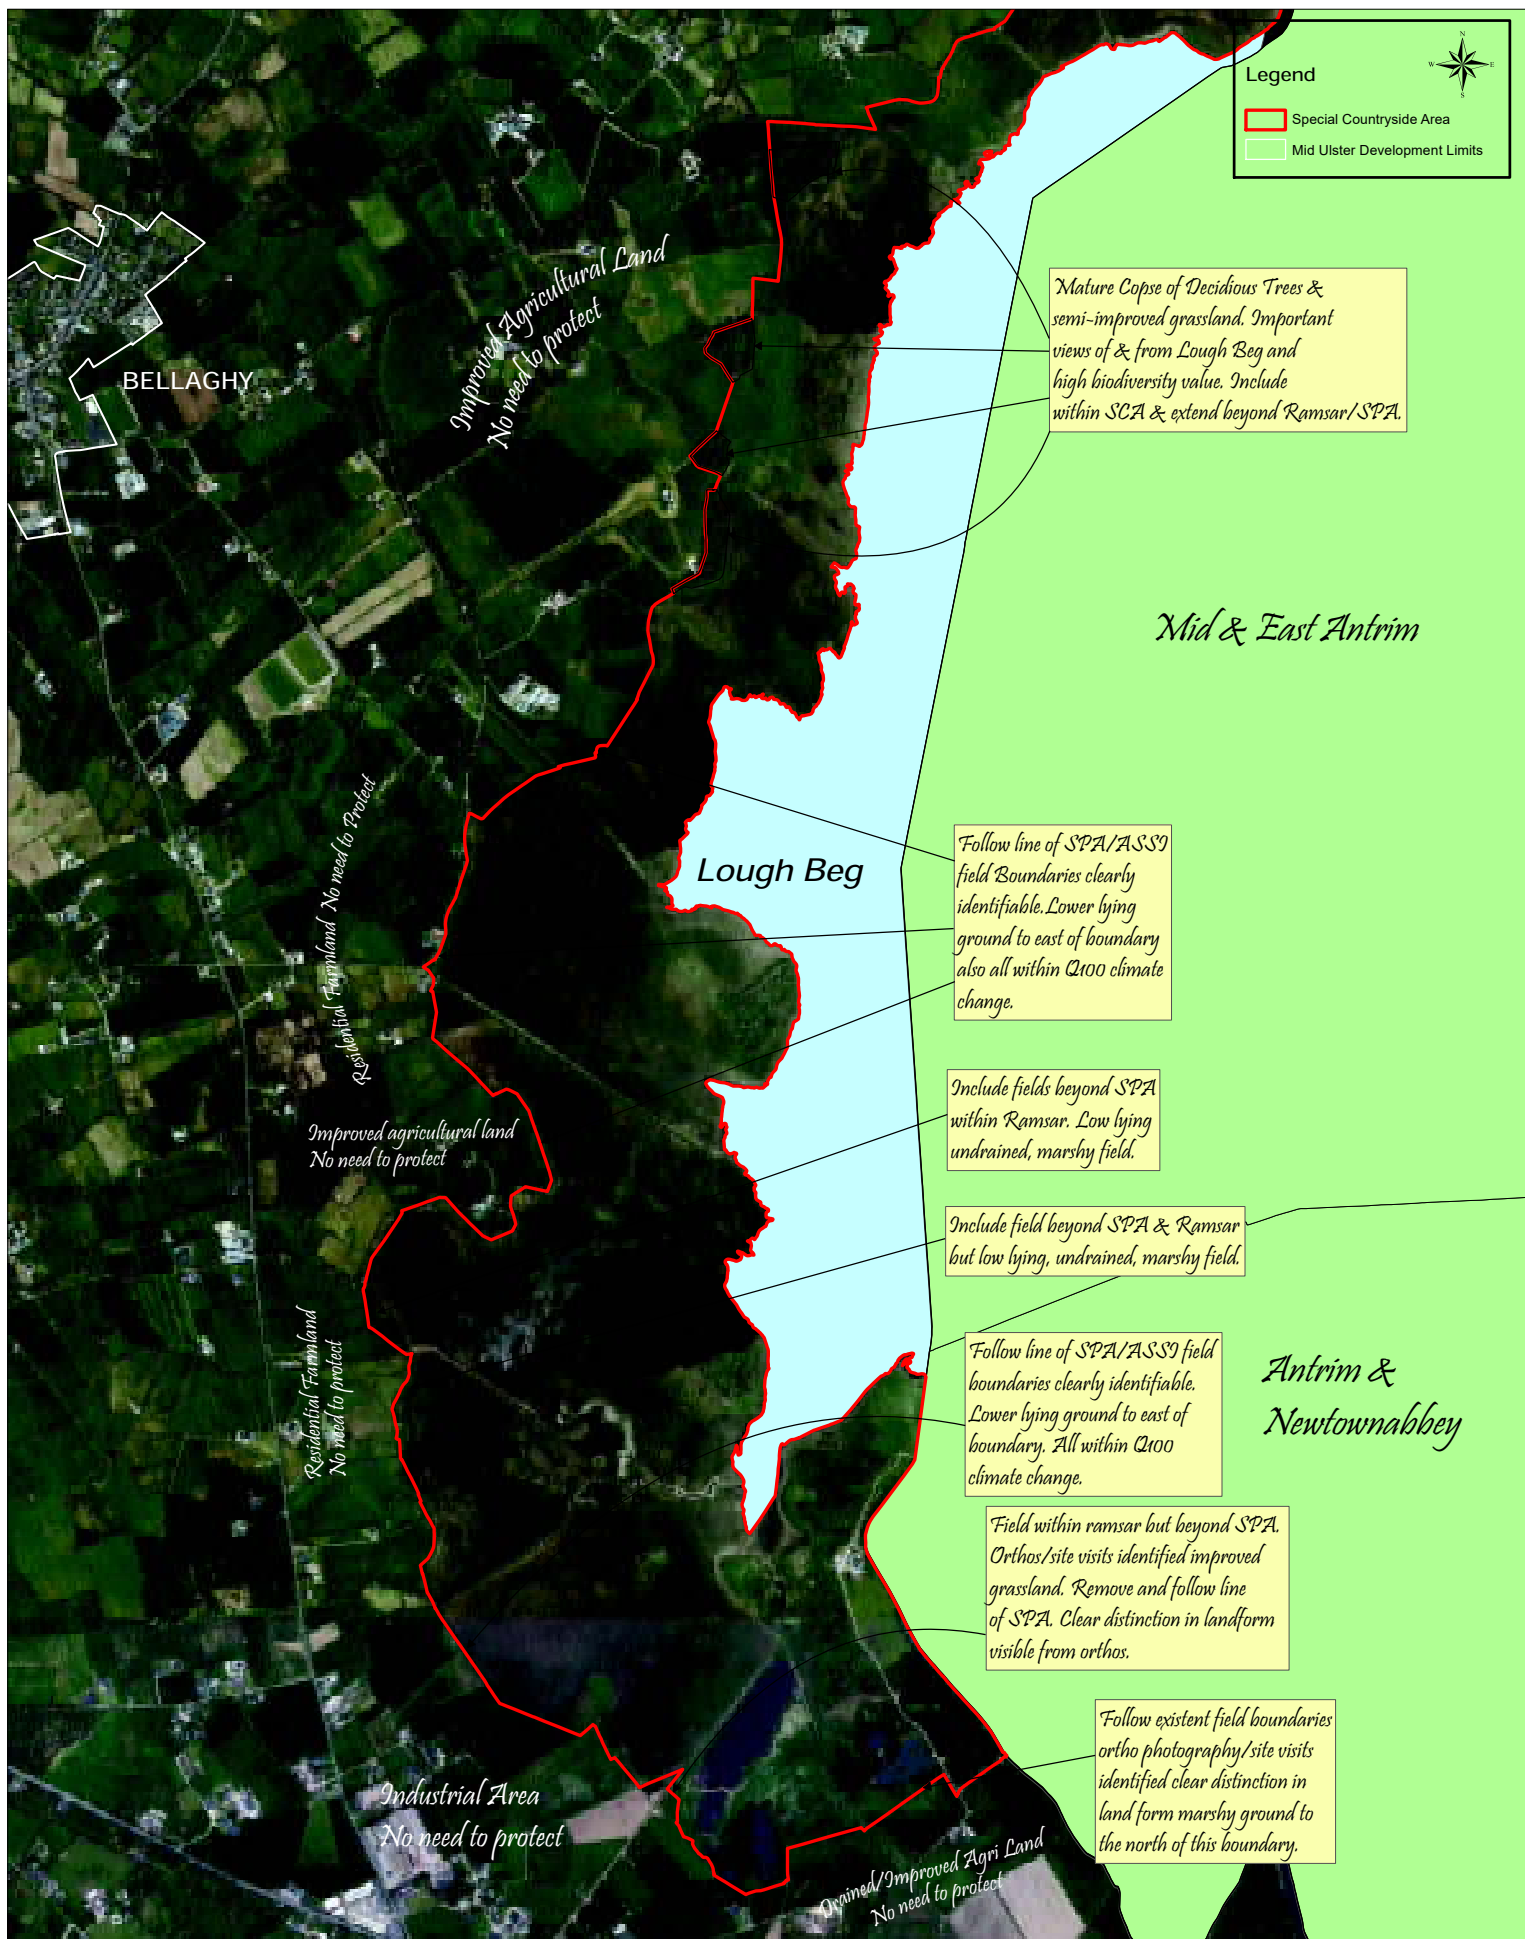 N
W
E
S
Legend
Special Countryside Area
Mid Ulster Development Limits
Improved Agricultural Land
No need to protect
Mature Copse of Decidious Trees &
semi-improved grassland. Important
views of & from Lough Beg and
high biodiversity value. Include
within SCA & extend beyond Ramsar/SPA.
BELLAGHY
Mid & East Antrim
Residential Farmland No need to Protect
Lough Beg
Follow line of SPA/ASSI
field Boundaries clearly
identifiable.Lower lying
ground to east of boundary
also all within Q100 climate
change.
Include fields beyond SPA
within Ramsar. Low lying
undrained, marshy field.
Improved agricultural land
No need to protect
Include field beyond SPA & Ramsar
but low lying, undrained, marshy field.
Residential Farmland
No need to protect
Follow line of SPA/ASSI field
boundaries clearly identifiable.
Lower lying ground to east of
boundary. All within Q100
climate change.
Antrim &
Newtownabbey
Field within ramsar but beyond SPA.
Orthos/site visits identified improved
grassland. Remove and follow line
of SPA. Clear distinction in landform
visible from orthos.
Follow existent field boundaries
ortho photography/site visits
identified clear distinction in
land form marshy ground to
the north of this boundary.
Industrial Area
No need to protect
Drained/Improved Agri Land
No need to protect